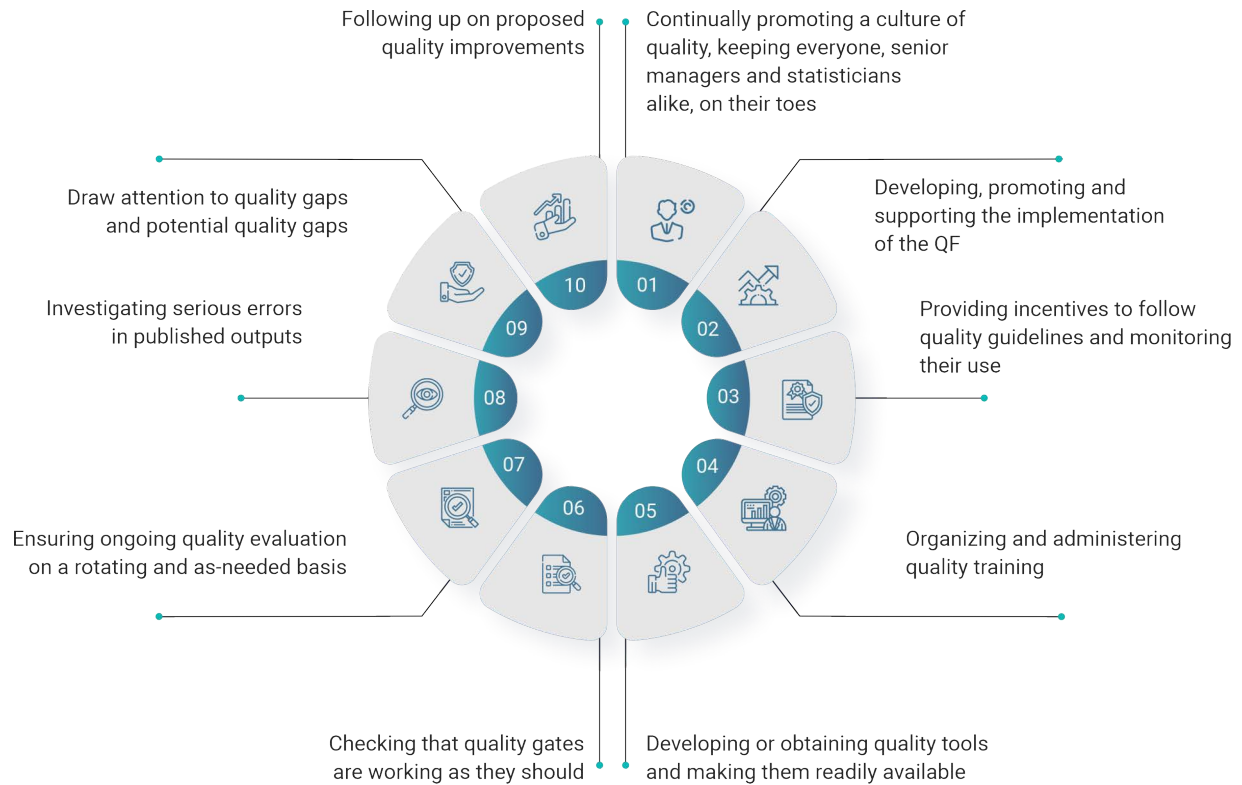 Following up on proposed
quality improvements
Continually promoting a culture of
quality, keeping everyone, senior
managers and statisticians
alike, on their toes
Draw attention to quality gaps
and potential quality gaps
Developing, promoting and
supporting the implementation
of the QF
Investigating serious errors
in published outputs
Providing incentives to follow
quality guidelines and monitoring
their use
10
01
09
02
08
03
07
04
06
05
Ensuring ongoing quality evaluation
on a rotating and as-needed basis
Organizing and administering
quality training
Checking that quality gates
are working as they should
Developing or obtaining quality tools
and making them readily available